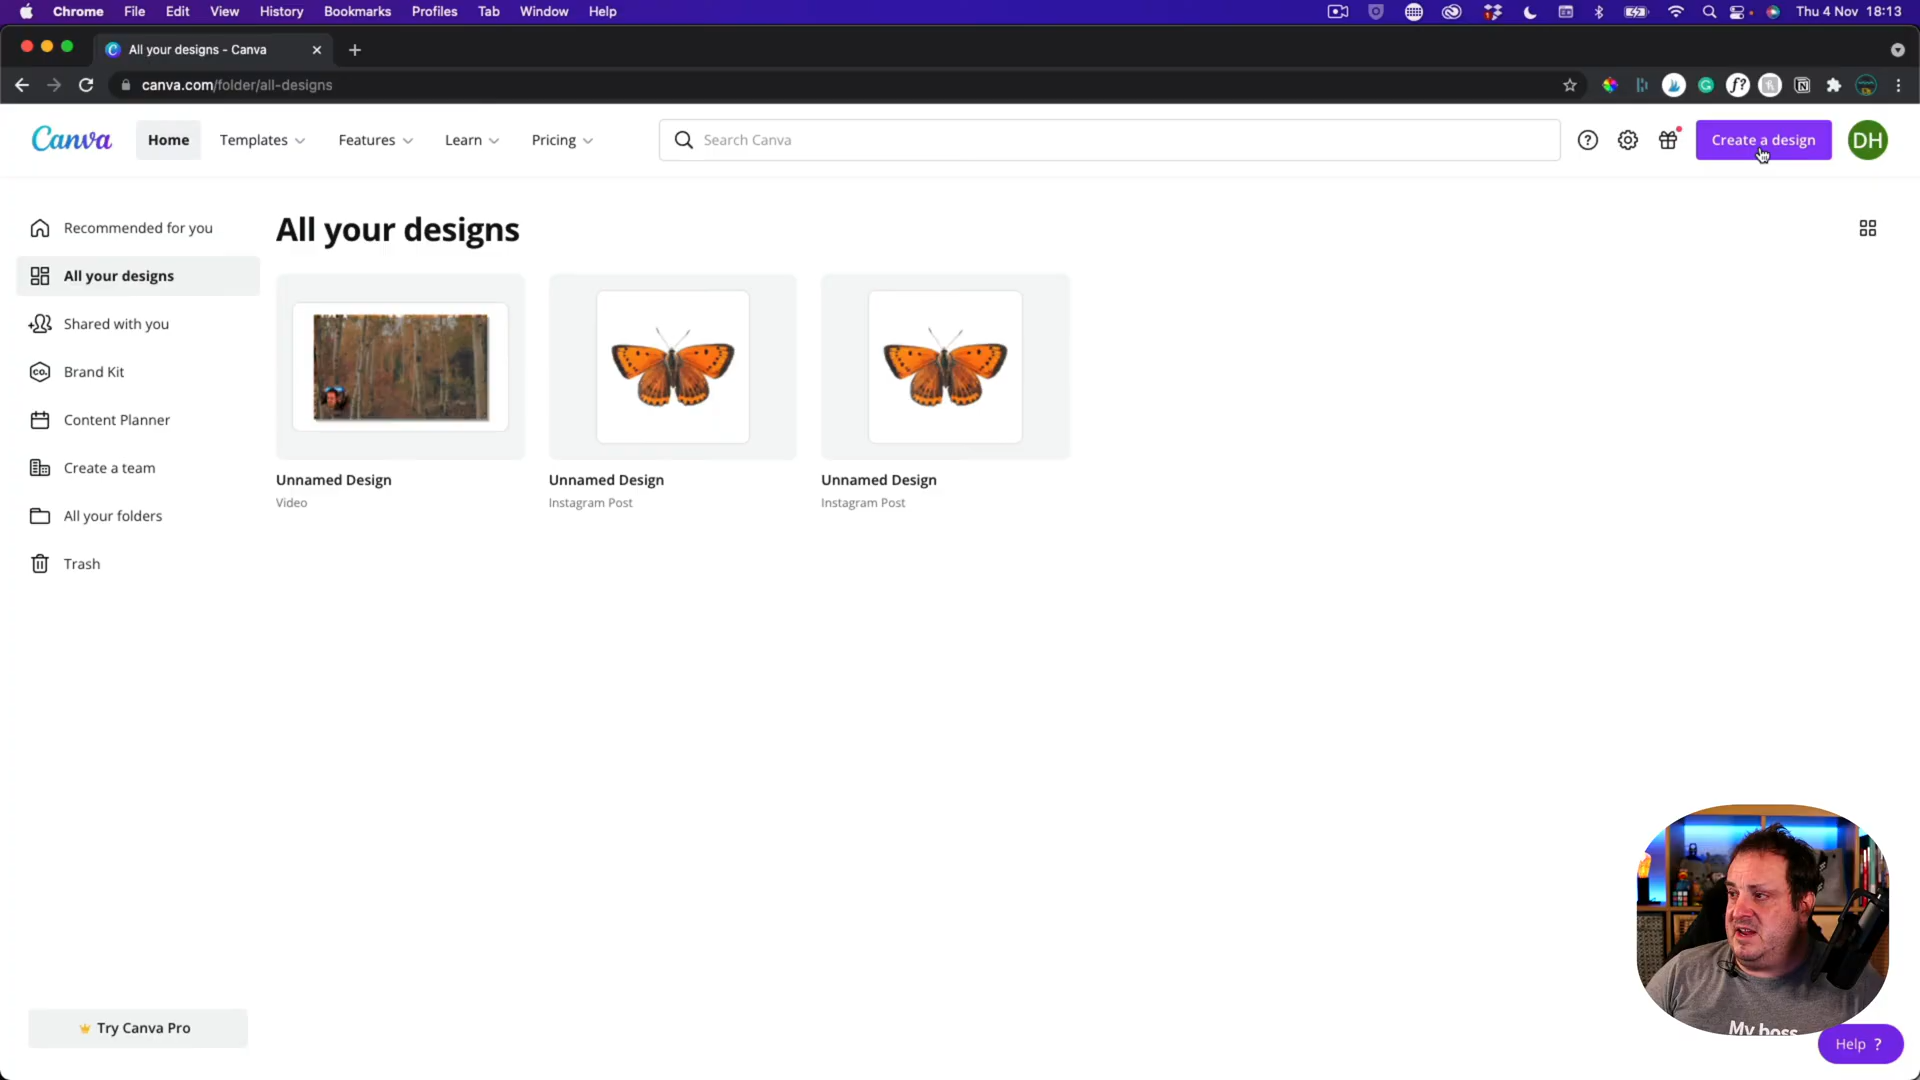 Chrome File Edit View History Bookmarks Profiles Tab Window Help Thu 4 Nov 18:13
All your designs - Canva
canva.com/folder/all-designs
Canva Home Templates Features Learn Pricing Search Canva Create a design DH
Recommended for you
All your designs
Shared with you
Brand Kit
Content Planner
Create a team
All your folders
Trash
Try Canva Pro
All your designs
Unnamed Design
Video
Unnamed Design
Instagram Post
Unnamed Design
Instagram Post
My boss
Help ?